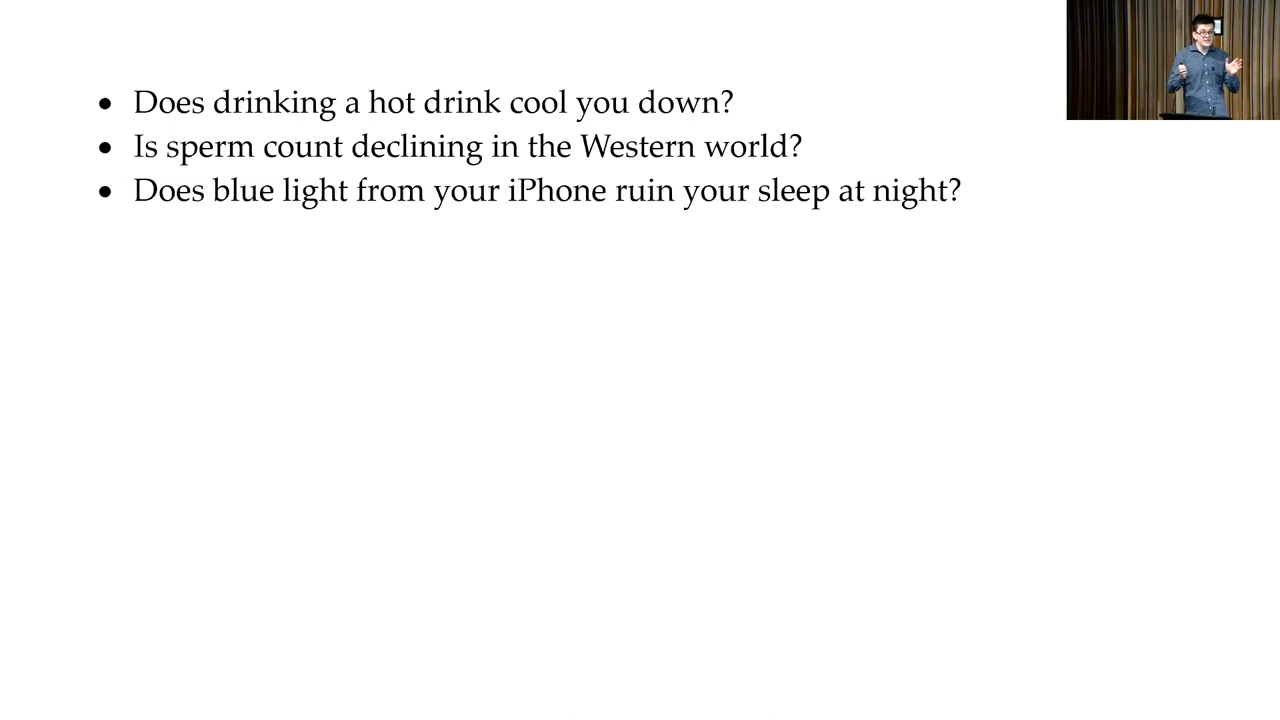 • Does drinking a hot drink cool you down?
• Is sperm count declining in the Western world?
• Does blue light from your iPhone ruin your sleep at night?